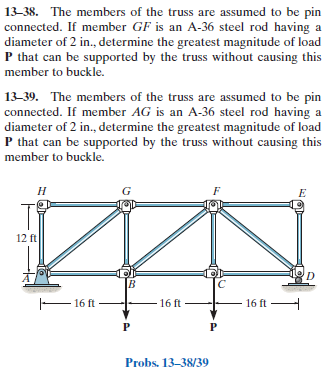 13–38. The members of the truss are assumed to be pin
connected. If member GF is an A-36 steel rod having a
diameter of 2 in., determine the greatest magnitude of load
P that can be supported by the truss without causing this
member to buckle.
13–39. The members of the truss are assumed to be pin
connected. If member AG is an A-36 steel rod having a
diameter of 2 in., determine the greatest magnitude of load
P that can be supported by the truss without causing this
member to buckle.
H G F E
12 ft
A B C D
16 ft 16 ft 16 ft
P P
Probs. 13–38/39